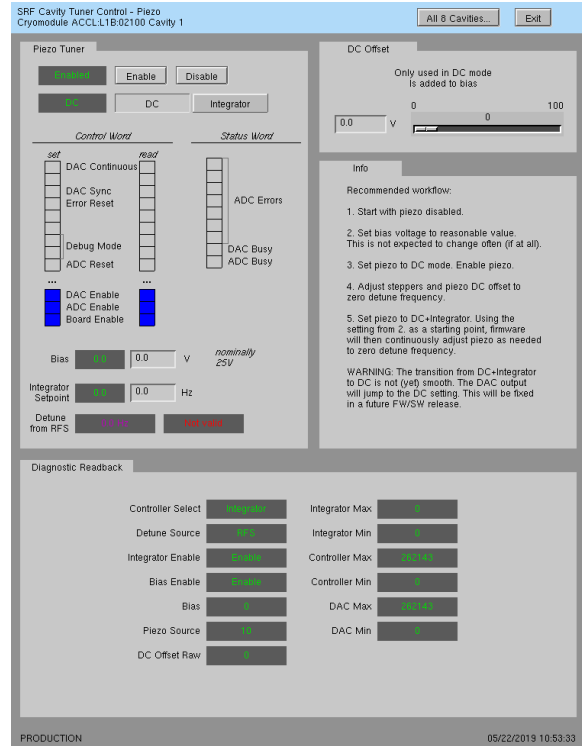 SRF Cavity Tuner Control - Piezo
Cryomodule ACCL:L1B:02100 Cavity 1
All 8 Cavities...
Exit
Piezo Tuner
Enabled
Enable
Disable
DC
DC
Integrator
Control Word
Status Word
set
read
DAC Continuous
DAC Sync
Error Reset
Debug Mode
ADC Reset
...
...
DAC Enable
ADC Enable
Board Enable
ADC Errors
DAC Busy
ADC Busy
Bias
0.0
0.0
V
nominally
25V
Integrator
Setpoint
0.0
0.0
Hz
Detune
from RFS
DC Offset
Only used in DC mode
Is added to bias
0.0
V
0
0
100
Info
Recommended workflow:
1. Start with piezo disabled.
2. Set bias voltage to reasonable value.
This is not expected to change often (if at all).
3. Set piezo to DC mode. Enable piezo.
4. Adjust steppers and piezo DC offset to
zero detune frequency.
5. Set piezo to DC+Integrator. Using the
setting from 2. as a starting point, firmware
will then continuously adjust piezo as needed
to zero detune frequency.
WARNING: The transition from DC+Integrator
to DC is not (yet) smooth. The DAC output
will jump to the DC setting. This will be fixed
in a future FW/SW release.
Diagnostic Readback
Controller Select
Integrator
Detune Source
RFS
Integrator Enable
Enable
Bias Enable
Enable
Bias
0
Piezo Source
10
DC Offset Raw
0
Integrator Max
0
Integrator Min
0
Controller Max
262143
Controller Min
0
DAC Max
262143
DAC Min
0
PRODUCTION
05/22/2019 10:53:33